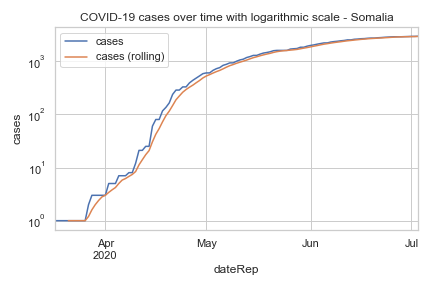 COVID-19 cases over time with logarithmic scale - Somalia
cases
cases (rolling)
10³
10²
10¹
10⁰
cases
Apr
2020
May
Jun
Jul
dateRep